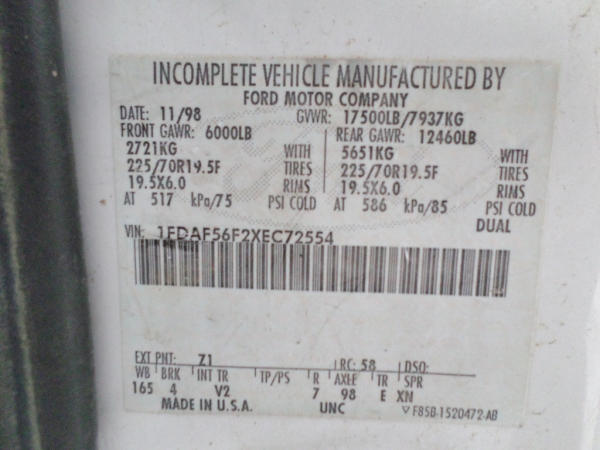 INCOMPLETE VEHICLE MANUFACTURED BY
FORD MOTOR COMPANY
DATE: 11/98 GVWR: 17500LB/7937KG
FRONT GAWR: 6000LB REAR GAWR: 12460LB
2721KG WITH 5651KG WITH
225/70R19.5F TIRES 225/70R19.5F TIRES
19.5X6.0 RIMS 19.5X6.0 RIMS
AT 517 kPa/75 PSI COLD AT 586 kPa/85 PSI COLD
DUAL
VIN: 1FDAF56F2XEC72554
EXT PNT: Z1 RC: 58 DSO:
WB BRK INT TR TP/PS R AXLE TR SPR
165 4 V2 7 98 E XN
MADE IN U.S.A. UNC F85B-1520472-AB